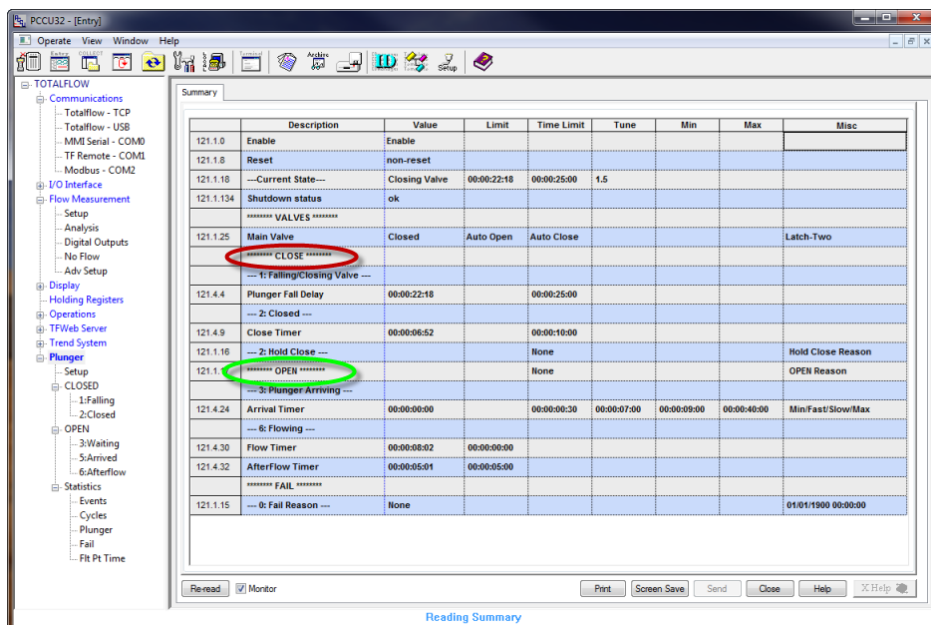 PCCU32 - [Entry]
Operate View Window Help
Entry COLLECT Terminal Archive ID Setup
TOTALFLOW
Communications
Totalflow - TCP
Totalflow - USB
MMI Serial - COM0
TF Remote - COM1
Modbus - COM2
I/O Interface
Flow Measurement
Setup
Analysis
Digital Outputs
No Flow
Adv Setup
Display
Holding Registers
Operations
TFWeb Server
Trend System
Plunger
Setup
CLOSED
1:Falling
2:Closed
OPEN
3:Waiting
5:Arrived
6:Afterflow
Statistics
Events
Cycles
Plunger
Fail
Flt Pt Time
Summary
Description Value Limit Time Limit Tune Min Max Misc
121.1.0 Enable Enable
121.1.8 Reset non-reset
121.1.18 ---Current State--- Closing Valve 00:00:22:18 00:00:25:00 1.5
121.1.134 Shutdown status ok
******** VALVES ********
121.1.25 Main Valve Closed Auto Open Auto Close Latch-Two
******** CLOSE ********
--- 1: Falling/Closing Valve ---
121.4.4 Plunger Fall Delay 00:00:22:18 00:00:25:00
--- 2: Closed ---
121.4.9 Close Timer 00:00:06:52 00:00:10:00
121.1.16 --- 2: Hold Close --- None Hold Close Reason
******** OPEN ******** None OPEN Reason
--- 3: Plunger Arriving ---
121.4.24 Arrival Timer 00:00:00:00 00:00:00:30 00:00:07:00 00:00:09:00 00:00:40:00 Min/Fast/Slow/Max
--- 6: Flowing ---
121.4.30 Flow Timer 00:00:08:02 00:00:00:00
121.4.32 AfterFlow Timer 00:00:05:01 00:00:05:00
******** FAIL ********
121.1.15 --- 0: Fail Reason --- None 01/01/1900 00:00:00
Re-read Monitor Print Screen Save Send Close Help X Help
Reading Summary